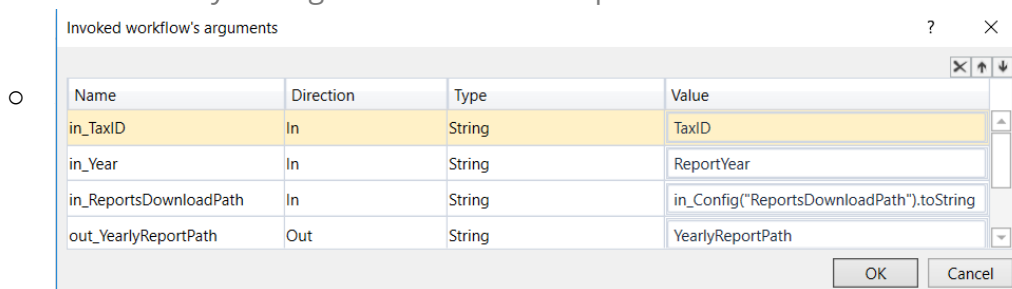 Invoked workflow's arguments ? ×
Name Direction Type Value
in_TaxID In String TaxID
in_Year In String ReportYear
in_ReportsDownloadPath In String in_Config("ReportsDownloadPath").toString
out_YearlyReportPath Out String YearlyReportPath
OK Cancel